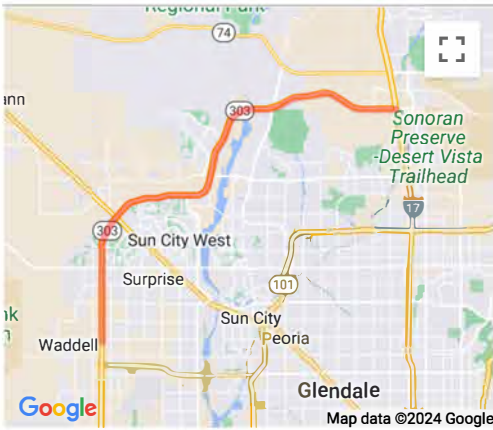 Regional Park
74
303
ann
Sonoran
Preserve
-Desert Vista
Trailhead
17
303
Sun City West
Surprise
101
Sun City
Peoria
Waddell
Glendale
Google
Map data ©2024 Google